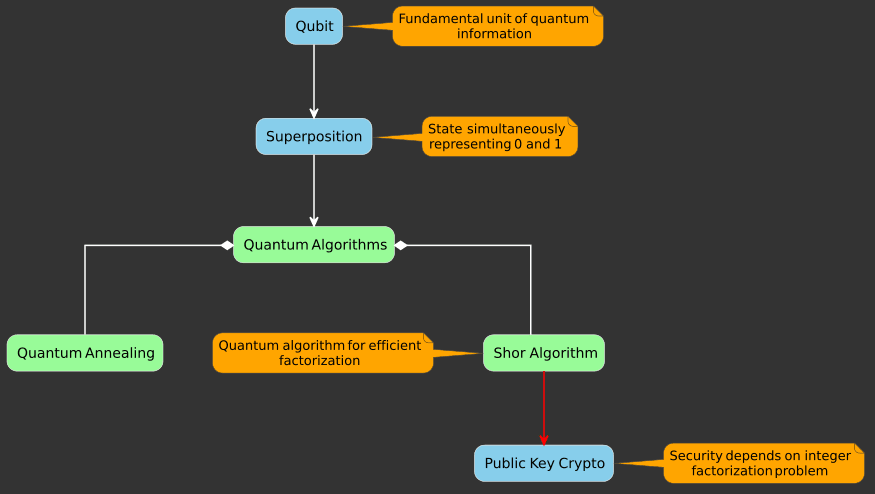 Qubit
Fundamental unit of quantum
information
Superposition
State simultaneously
representing 0 and 1
Quantum Algorithms
Quantum Annealing
Quantum algorithm for efficient
factorization
Shor Algorithm
Public Key Crypto
Security depends on integer
factorization problem